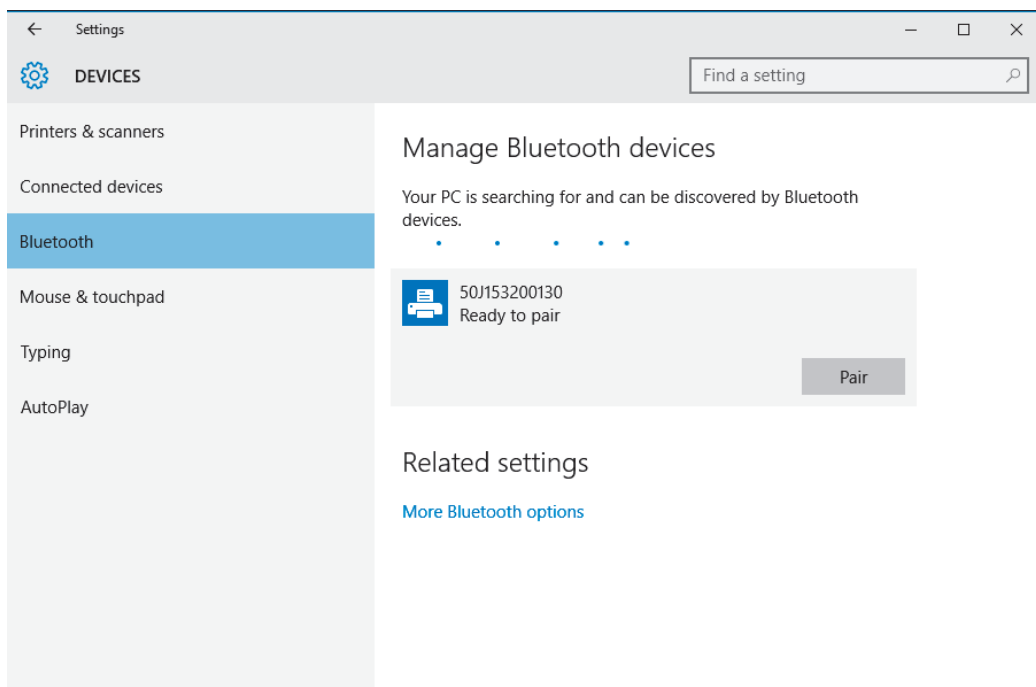 Settings
DEVICES
Find a setting
Printers & scanners
Connected devices
Bluetooth
Mouse & touchpad
Typing
AutoPlay
Manage Bluetooth devices
Your PC is searching for and can be discovered by Bluetooth
devices.
50J153200130
Ready to pair
Pair
Related settings
More Bluetooth options